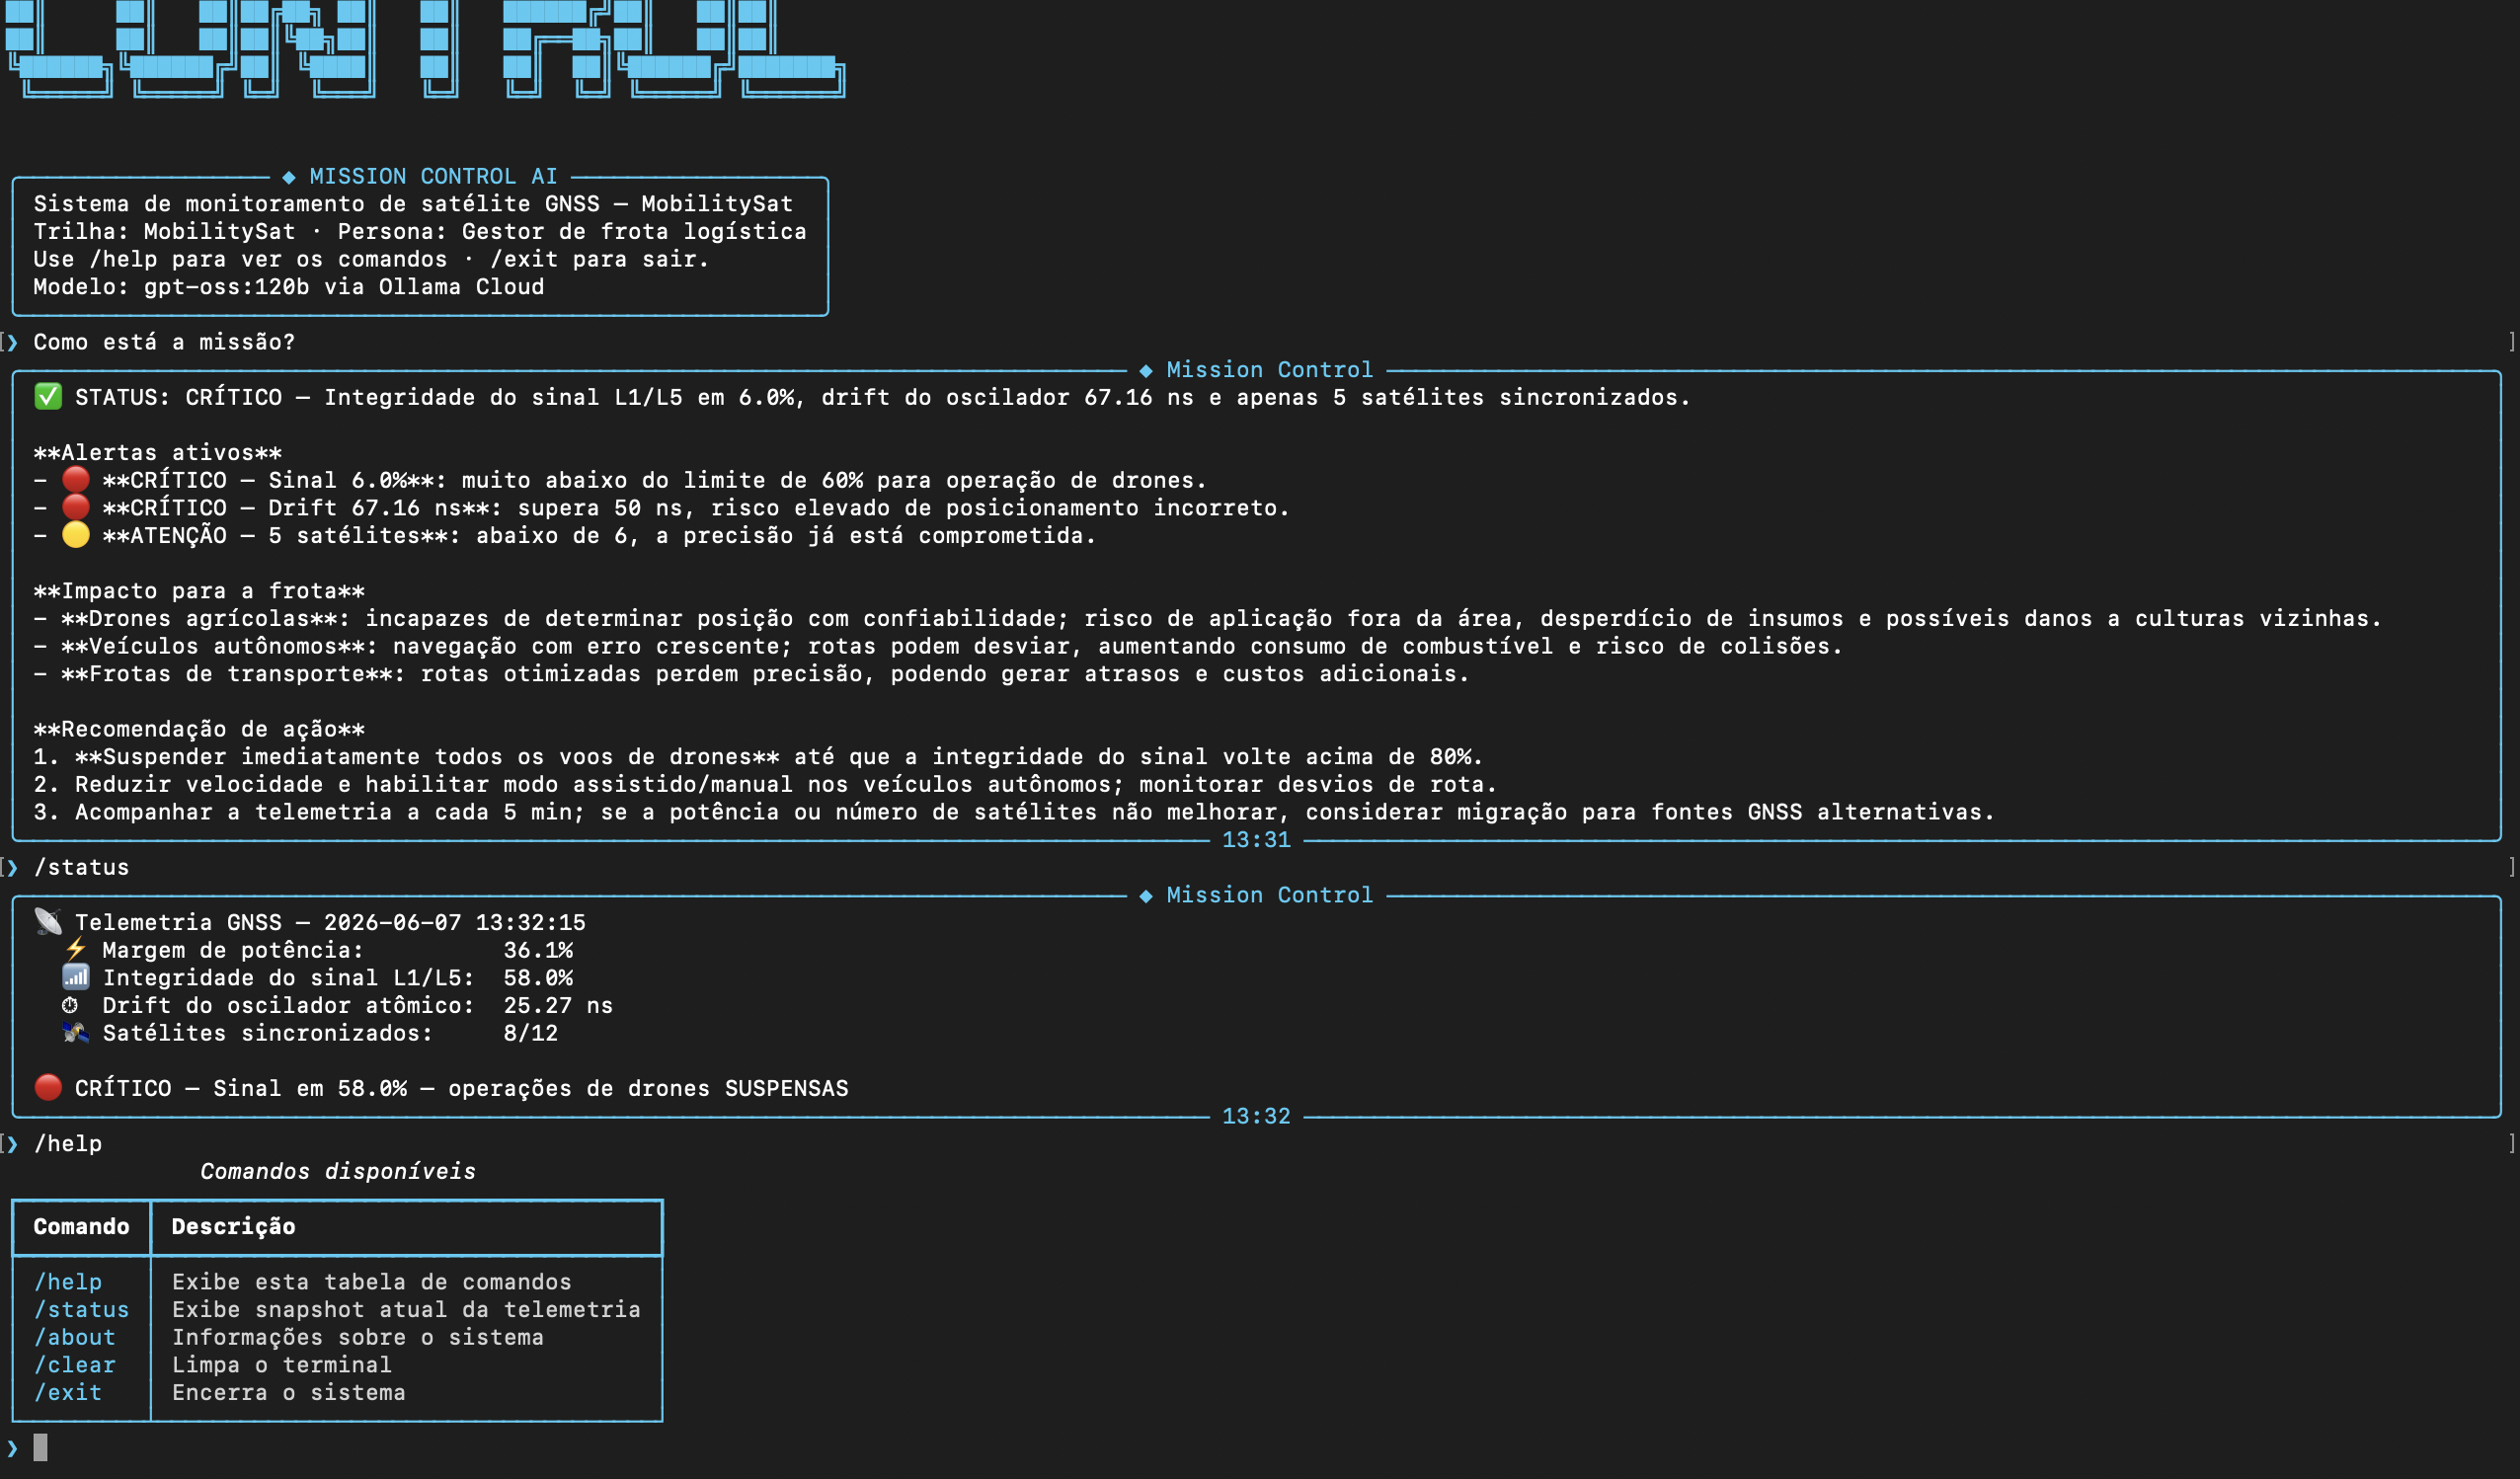 ◆ MISSION CONTROL AI
Sistema de monitoramento de satélite GNSS — MobilitySat
Trilha: MobilitySat · Persona: Gestor de frota logística
Use /help para ver os comandos · /exit para sair.
Modelo: gpt-oss:120b via Ollama Cloud
[❯ Como está a missão? ]
◆ Mission Control
✅ STATUS: CRÍTICO — Integridade do sinal L1/L5 em 6.0%, drift do oscilador 67.16 ns e apenas 5 satélites sincronizados.
**Alertas ativos**
- 🔴 **CRÍTICO — Sinal 6.0%**: muito abaixo do limite de 60% para operação de drones.
- 🔴 **CRÍTICO — Drift 67.16 ns**: supera 50 ns, risco elevado de posicionamento incorreto.
- 🟡 **ATENÇÃO — 5 satélites**: abaixo de 6, a precisão já está comprometida.
**Impacto para a frota**
- **Drones agrícolas**: incapazes de determinar posição com confiabilidade; risco de aplicação fora da área, desperdício de insumos e possíveis danos a culturas vizinhas.
- **Veículos autônomos**: navegação com erro crescente; rotas podem desviar, aumentando consumo de combustível e risco de colisões.
- **Frotas de transporte**: rotas otimizadas perdem precisão, podendo gerar atrasos e custos adicionais.
**Recomendação de ação**
1. **Suspender imediatamente todos os voos de drones** até que a integridade do sinal volte acima de 80%.
2. Reduzir velocidade e habilitar modo assistido/manual nos veículos autônomos; monitorar desvios de rota.
3. Acompanhar a telemetria a cada 5 min; se a potência ou número de satélites não melhorar, considerar migração para fontes GNSS alternativas.
13:31
[❯ /status ]
◆ Mission Control
📡 Telemetria GNSS — 2026-06-07 13:32:15
⚡ Margem de potência: 36.1%
📶 Integridade do sinal L1/L5: 58.0%
⏱ Drift do oscilador atômico: 25.27 ns
🛰 Satélites sincronizados: 8/12
🔴 CRÍTICO — Sinal em 58.0% — operações de drones SUSPENSAS
13:32
[❯ /help ]
Comandos disponíveis
Comando Descrição
/help Exibe esta tabela de comandos
/status Exibe snapshot atual da telemetria
/about Informações sobre o sistema
/clear Limpa o terminal
/exit Encerra o sistema
❯